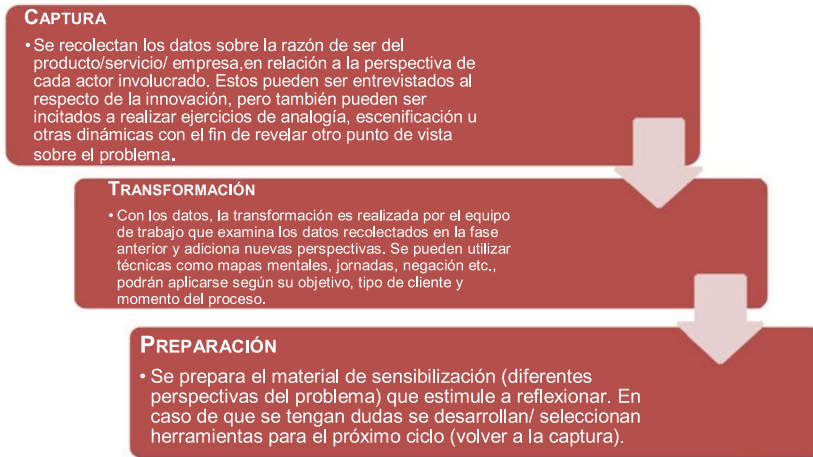 CAPTURA
• Se recolectan los datos sobre la razón de ser del
producto/servicio/ empresa,en relación a la perspectiva de
cada actor involucrado. Estos pueden ser entrevistados al
respecto de la innovación, pero también pueden ser
incitados a realizar ejercicios de analogía, escenificación u
otras dinámicas con el fin de revelar otro punto de vista
sobre el problema.
TRANSFORMACIÓN
• Con los datos, la transformación es realizada por el equipo
de trabajo que examina los datos recolectados en la fase
anterior y adiciona nuevas perspectivas. Se pueden utilizar
técnicas como mapas mentales, jornadas, negación etc.,
podrán aplicarse según su objetivo, tipo de cliente y
momento del proceso.
PREPARACIÓN
• Se prepara el material de sensibilización (diferentes
perspectivas del problema) que estimule a reflexionar. En
caso de que se tengan dudas se desarrollan/ seleccionan
herramientas para el próximo ciclo (volver a la captura).